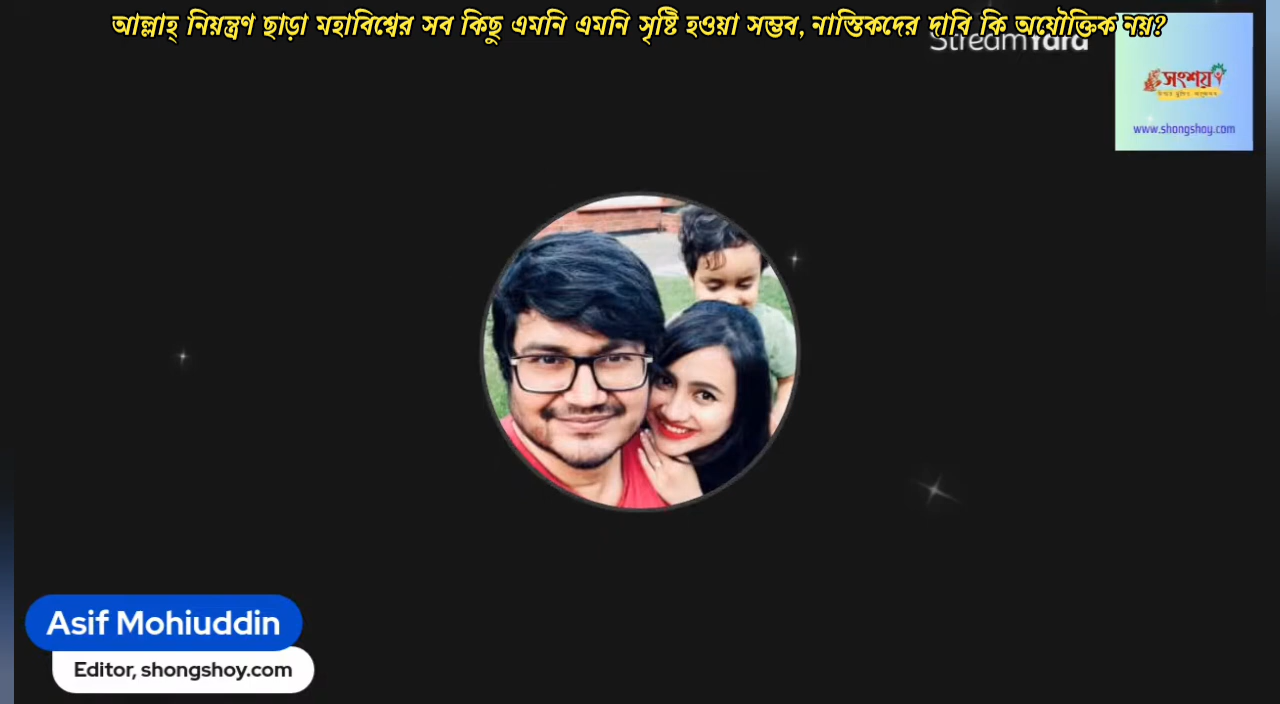 আল্লাহ্ নিয়ন্ত্রণ ছাড়া মহাবিশ্বের সব কিছু এমনি এমনি সৃষ্টি হওয়া সম্ভব, নাস্তিকদের দাবি কি অযৌক্তিক নয়?
StreamYard
সংশয়
www.shongshoy.com
Asif Mohiuddin
Editor, shongshoy.com